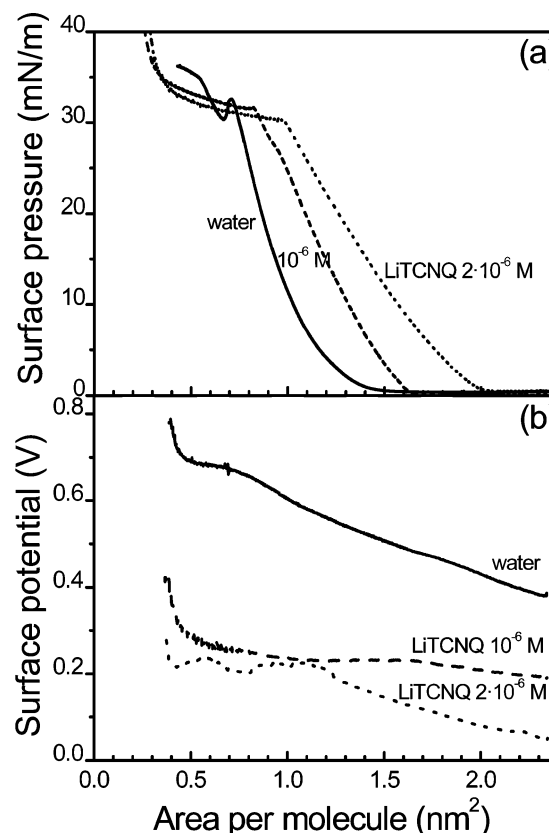 (a)
40
30
20
10
0
Surface pressure (mN/m)
water
10⁻⁶ M
LiTCNQ 2·10⁻⁶ M
(b)
0.8
0.6
0.4
0.2
0.0
Surface potential (V)
water
LiTCNQ 10⁻⁶ M
LiTCNQ 2·10⁻⁶ M
0.0 0.5 1.0 1.5 2.0
Area per molecule (nm²)